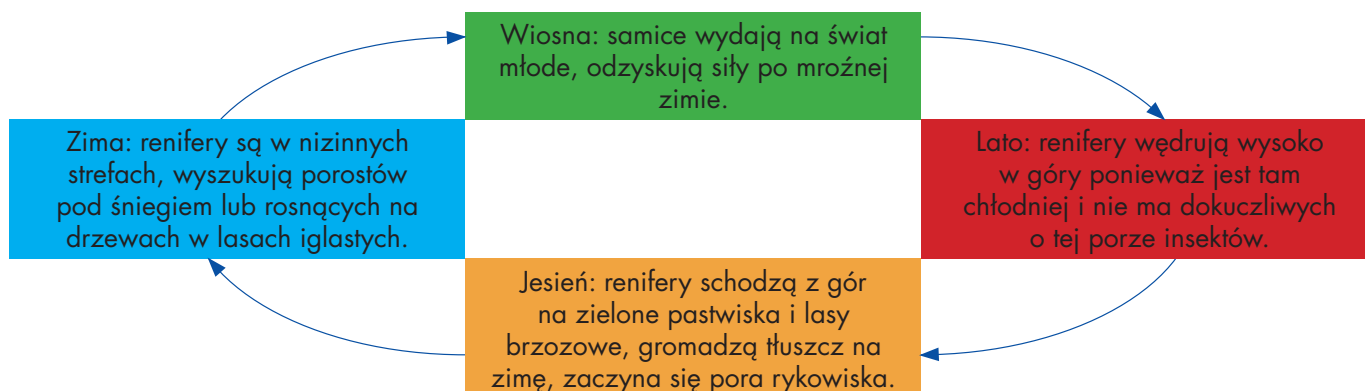 Wiosna: samice wydają na świat
młode, odzyskują siły po mroźnej
zimie.
Zima: renifery są w nizinnych
strefach, wyszukują porostów
pod śniegiem lub rosnących na
drzewach w lasach iglastych.
Lato: renifery wędrują wysoko
w góry ponieważ jest tam
chłodniej i nie ma dokuczliwych
o tej porze insektów.
Jesień: renifery schodzą z gór
na zielone pastwiska i lasy
brzozowe, gromadzą tłuszcz na
zimę, zaczyna się pora rykowiska.